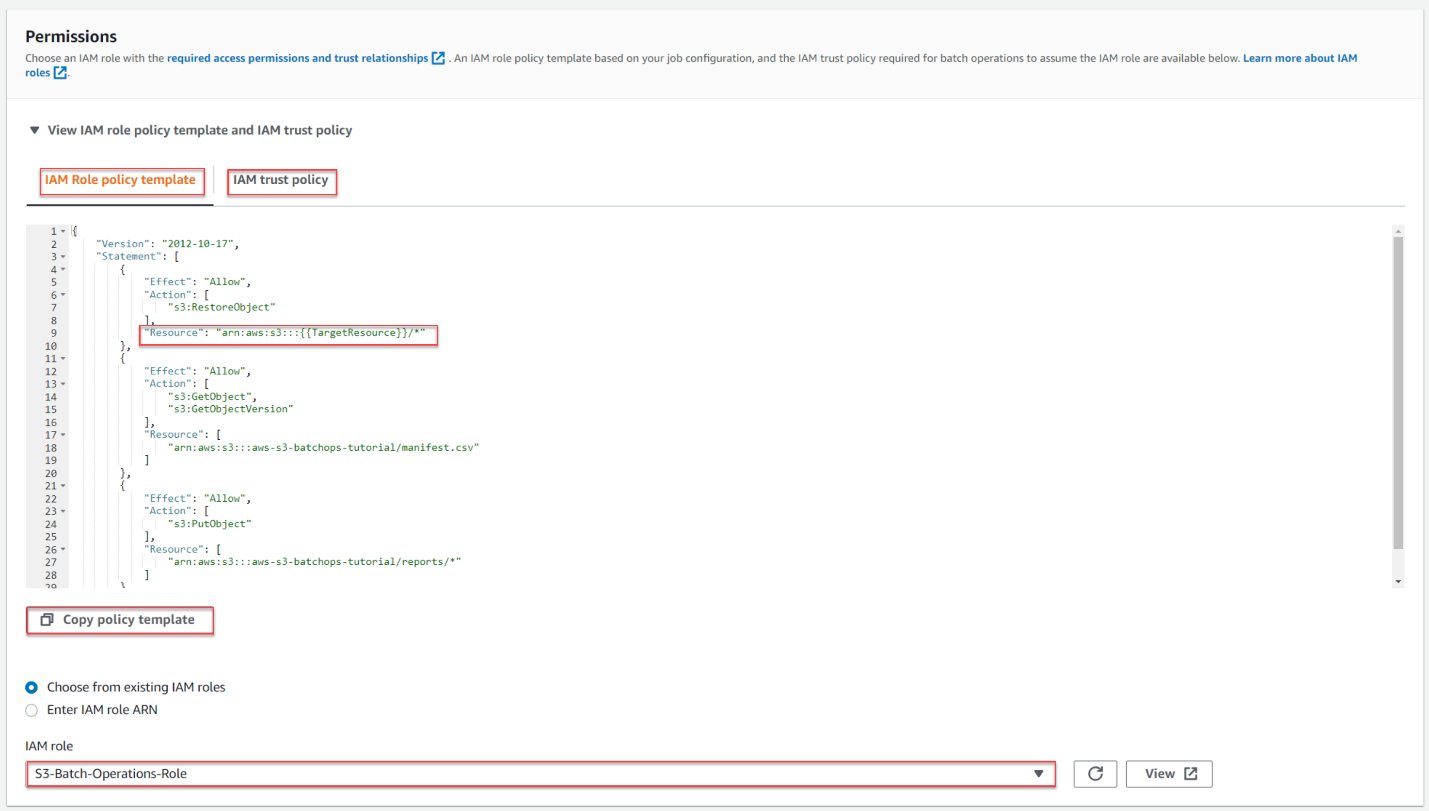 Permissions
Choose an IAM role with the required access permissions and trust relationships . An IAM role policy template based on your job configuration, and the IAM trust policy required for batch operations to assume the IAM role are available below. Learn more about IAM
roles .
View IAM role policy template and IAM trust policy
IAM Role policy template IAM trust policy
1 {
2 "Version": "2012-10-17",
3 "Statement": [
4 {
5 "Effect": "Allow",
6 "Action": [
7 "s3:RestoreObject"
8 ],
9 "Resource": "arn:aws:s3:::{{TargetResource}}/*"
10 },
11 {
12 "Effect": "Allow",
13 "Action": [
14 "s3:GetObject",
15 "s3:GetObjectVersion"
16 ],
17 "Resource": [
18 "arn:aws:s3:::aws-s3-batchops-tutorial/manifest.csv"
19 ]
20 },
21 {
22 "Effect": "Allow",
23 "Action": [
24 "s3:PutObject"
25 ],
26 "Resource": [
27 "arn:aws:s3:::aws-s3-batchops-tutorial/reports/*"
28 ]
29 }
Copy policy template
Choose from existing IAM roles
Enter IAM role ARN
IAM role
S3-Batch-Operations-Role View